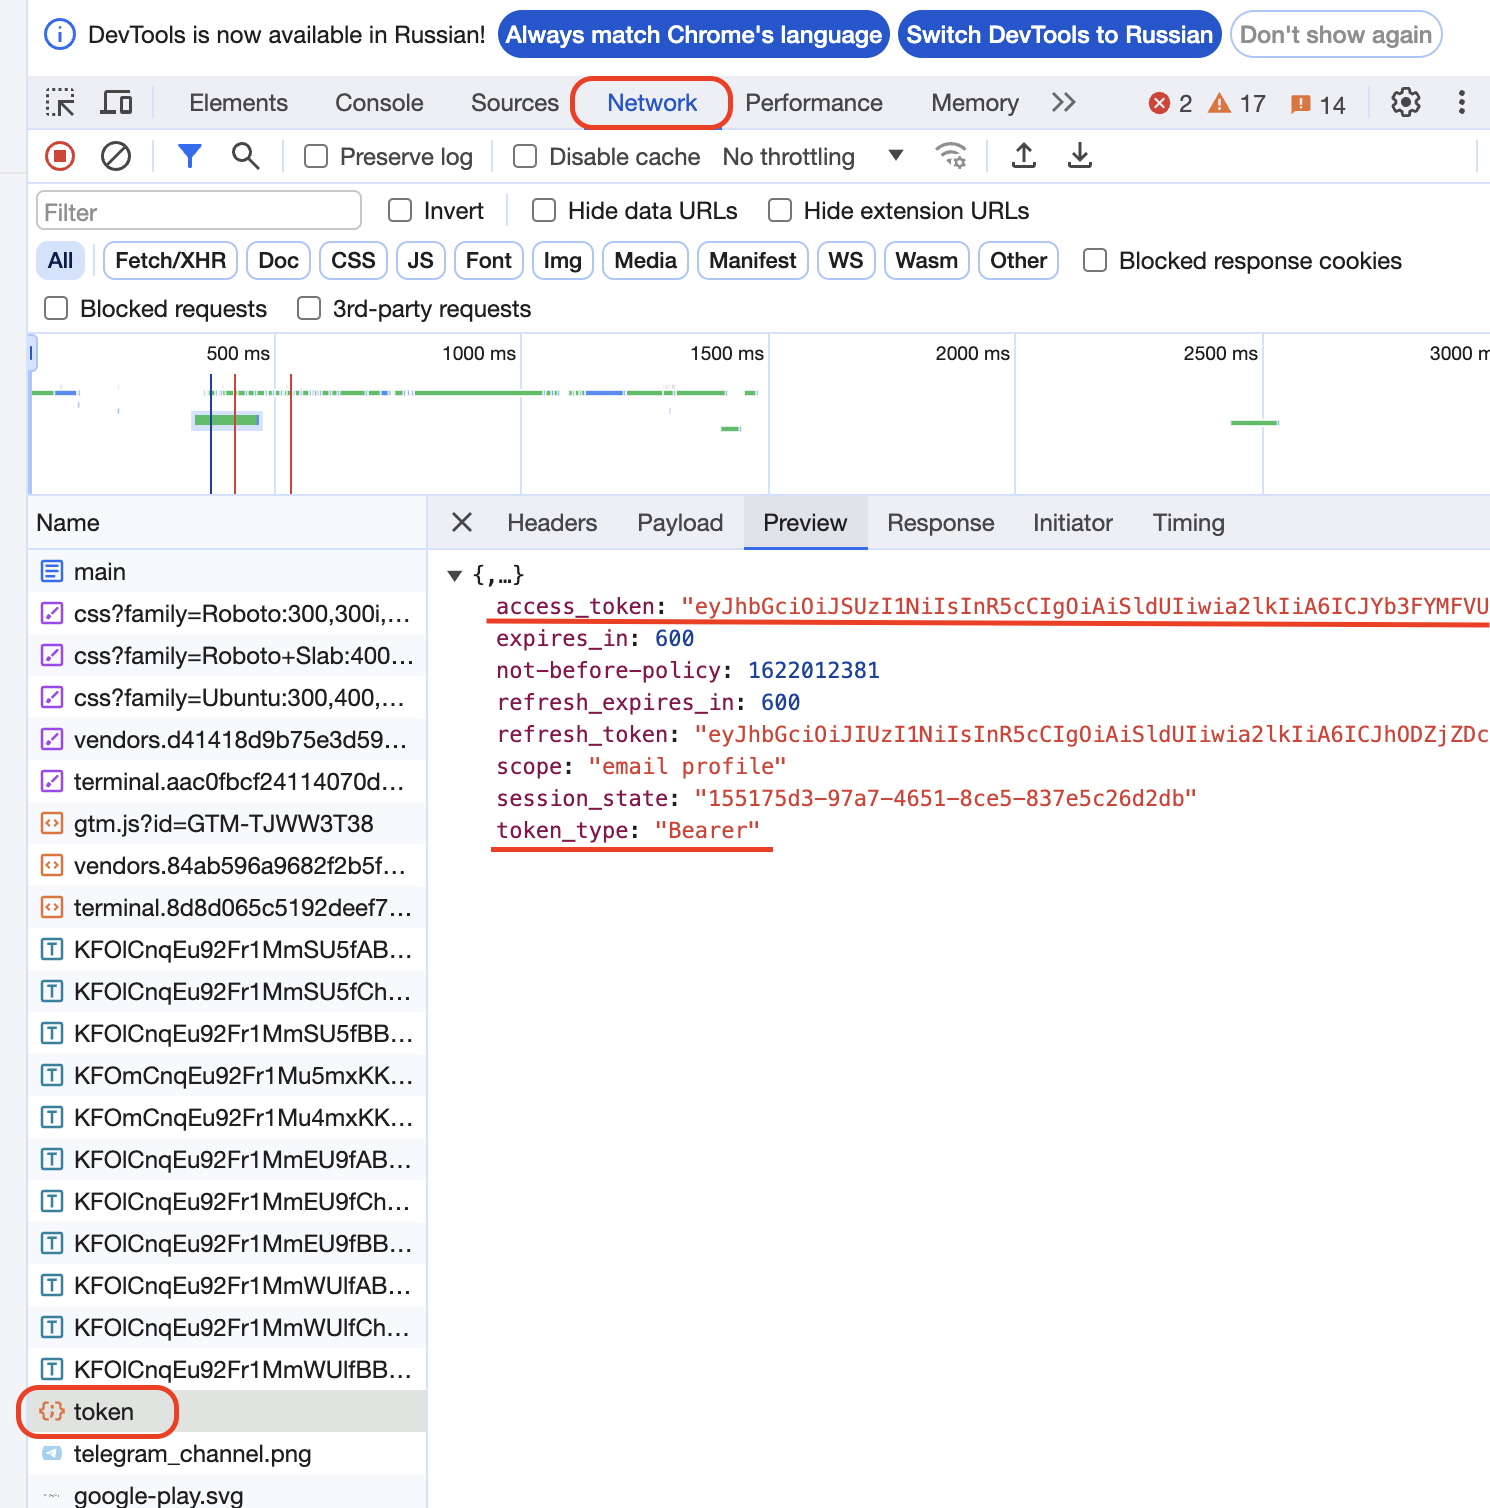 DevTools is now available in Russian! Always match Chrome's language Switch DevTools to Russian Don't show again
Elements Console Sources Network Performance Memory 2 17 14
Preserve log Disable cache No throttling
Filter Invert Hide data URLs Hide extension URLs
All Fetch/XHR Doc CSS JS Font Img Media Manifest WS Wasm Other Blocked response cookies
Blocked requests 3rd-party requests
500 ms 1000 ms 1500 ms 2000 ms 2500 ms 3000 m
Name Headers Payload Preview Response Initiator Timing
main
css?family=Roboto:300,300i,...
css?family=Roboto+Slab:400...
css?family=Ubuntu:300,400,...
vendors.d41418d9b75e3d59...
terminal.aac0fbcf24114070d...
gtm.js?id=GTM-TJWW3T38
vendors.84ab596a9682f2b5f...
terminal.8d8d065c5192deef7...
KFOlCnqEu92Fr1MmSU5fAB...
KFOlCnqEu92Fr1MmSU5fCh...
KFOlCnqEu92Fr1MmSU5fBB...
KFOmCnqEu92Fr1Mu5mxKK...
KFOmCnqEu92Fr1Mu4mxKK...
KFOlCnqEu92Fr1MmEU9fAB...
KFOlCnqEu92Fr1MmEU9fCh...
KFOlCnqEu92Fr1MmEU9fBB...
KFOlCnqEu92Fr1MmWUlfAB...
KFOlCnqEu92Fr1MmWUlfCh...
KFOlCnqEu92Fr1MmWUlfBB...
token
telegram_channel.png
google-play.svg
{,…}
access_token: "eyJhbGciOiJSUzI1NiIsInR5cCIgOiAiSldUIiwia2lkIiA6ICJYb3FYMFVU
expires_in: 600
not-before-policy: 1622012381
refresh_expires_in: 600
refresh_token: "eyJhbGciOiJIUzI1NiIsInR5cCIgOiAiSldUIiwia2lkIiA6ICJhODZjZDc
scope: "email profile"
session_state: "155175d3-97a7-4651-8ce5-837e5c26d2db"
token_type: "Bearer"